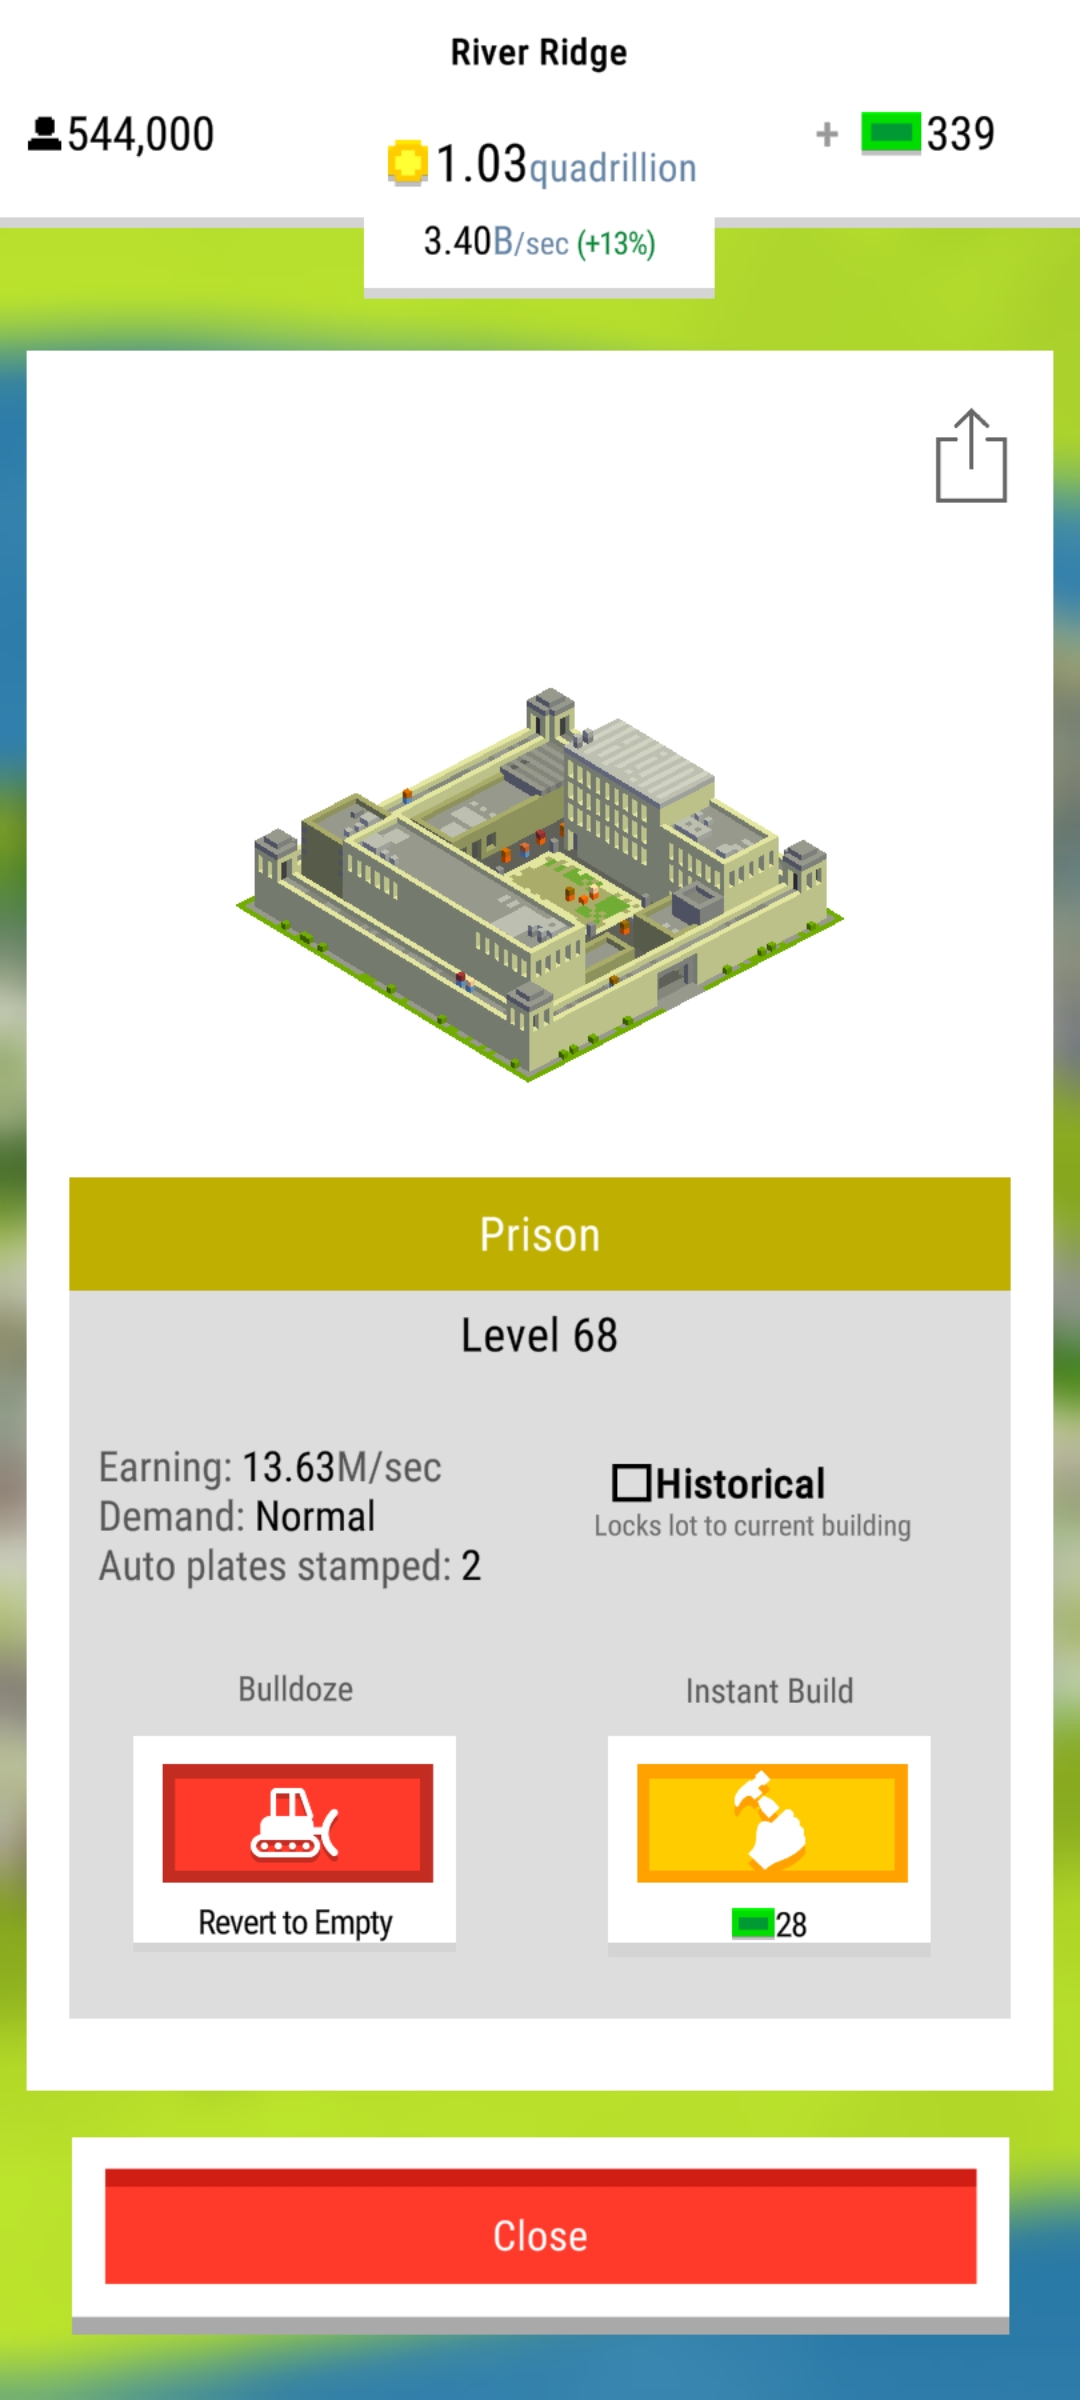 River Ridge
544,000
1.03quadrillion
+ 339
3.40B/sec (+13%)
Prison
Level 68
Earning: 13.63M/sec
Demand: Normal
Auto plates stamped: 2
Historical
Locks lot to current building
Bulldoze
Instant Build
Revert to Empty
28
Close